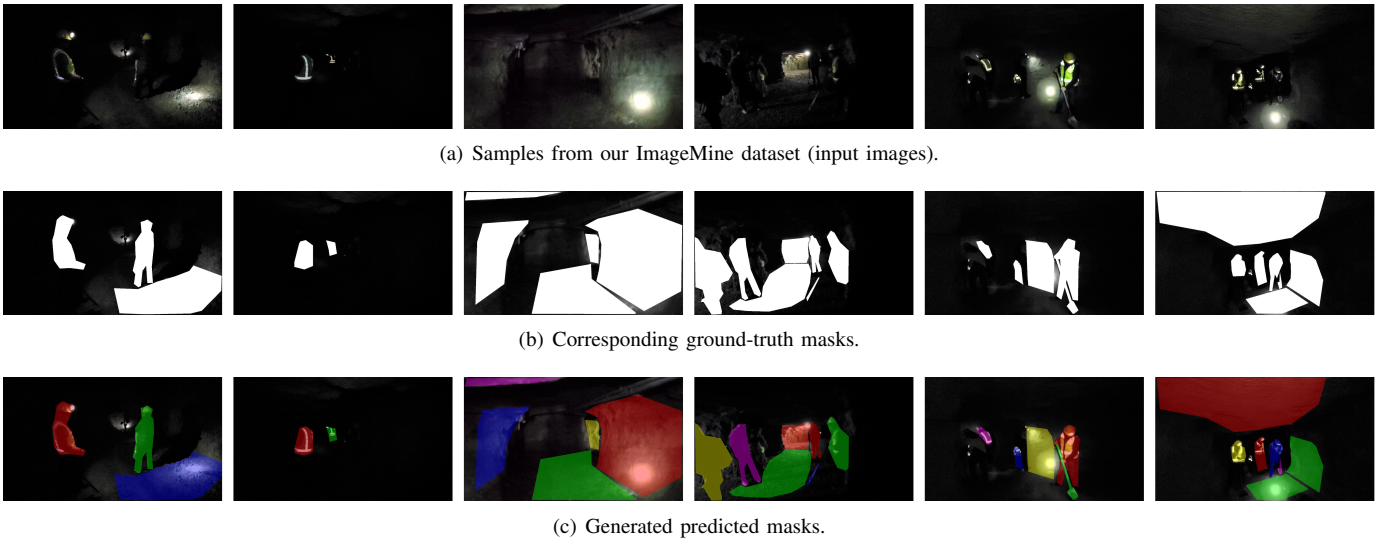 (a) Samples from our ImageMine dataset (input images).
(b) Corresponding ground-truth masks.
(c) Generated predicted masks.